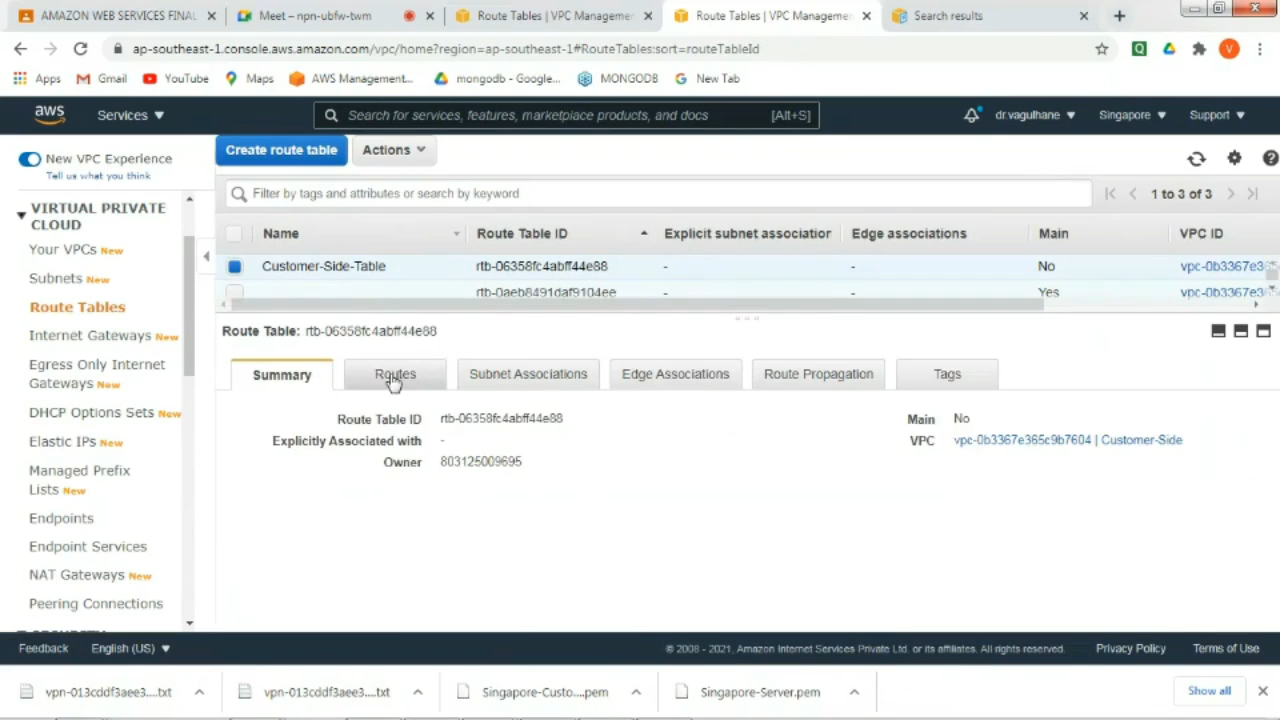 AMAZON WEB SERVICES FINAL
Meet – npn-ubfw-twm
Route Tables | VPC Managemen
Route Tables | VPC Managemen
Search results
ap-southeast-1.console.aws.amazon.com/vpc/home?region=ap-southeast-1#RouteTables:sort=routeTableId
Q
V
Apps
Gmail
YouTube
Maps
AWS Management...
mongodb - Google...
MONGODB
New Tab
aws
Services
Search for services, features, marketplace products, and docs
[Alt+S]
dr.vagulhane
Singapore
Support
New VPC Experience
Tell us what you think
VIRTUAL PRIVATE
CLOUD
Your VPCs New
Subnets New
Route Tables
Internet Gateways New
Egress Only Internet
Gateways New
DHCP Options Sets New
Elastic IPs New
Managed Prefix
Lists New
Endpoints
Endpoint Services
NAT Gateways New
Peering Connections
Create route table
Actions
Filter by tags and attributes or search by keyword
1 to 3 of 3
Name
Route Table ID
Explicit subnet association
Edge associations
Main
VPC ID
Customer-Side-Table
rtb-06358fc4abff44e88
-
-
No
vpc-0b3367e365
rtb-0aeb8491daf9104ee
-
-
Yes
vpc-0b3367e365
Route Table: rtb-06358fc4abff44e88
Summary
Routes
Subnet Associations
Edge Associations
Route Propagation
Tags
Route Table ID
rtb-06358fc4abff44e88
Main
No
Explicitly Associated with
-
VPC
vpc-0b3367e365c9b7604 | Customer-Side
Owner
803125009695
Feedback
English (US)
© 2008 - 2021, Amazon Internet Services Private Ltd. or its affiliates. All rights reserved.
Privacy Policy
Terms of Use
vpn-013cddf3aee3....txt
vpn-013cddf3aee3....txt
Singapore-Custo....pem
Singapore-Server.pem
Show all